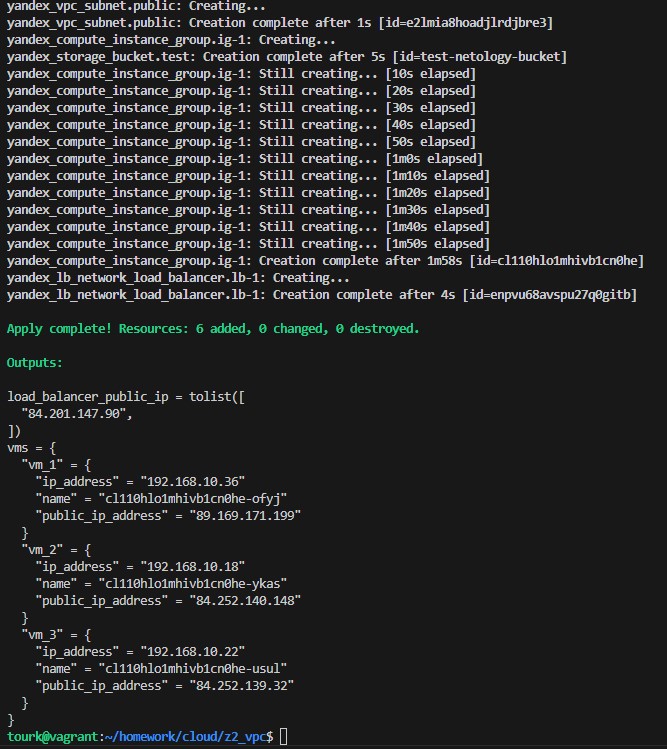 yandex_vpc_subnet.public: Creating...
yandex_vpc_subnet.public: Creation complete after 1s [id=e2lmia8hoadjlrdjbre3]
yandex_compute_instance_group.ig-1: Creating...
yandex_storage_bucket.test: Creation complete after 5s [id=test-netology-bucket]
yandex_compute_instance_group.ig-1: Still creating... [10s elapsed]
yandex_compute_instance_group.ig-1: Still creating... [20s elapsed]
yandex_compute_instance_group.ig-1: Still creating... [30s elapsed]
yandex_compute_instance_group.ig-1: Still creating... [40s elapsed]
yandex_compute_instance_group.ig-1: Still creating... [50s elapsed]
yandex_compute_instance_group.ig-1: Still creating... [1m0s elapsed]
yandex_compute_instance_group.ig-1: Still creating... [1m10s elapsed]
yandex_compute_instance_group.ig-1: Still creating... [1m20s elapsed]
yandex_compute_instance_group.ig-1: Still creating... [1m30s elapsed]
yandex_compute_instance_group.ig-1: Still creating... [1m40s elapsed]
yandex_compute_instance_group.ig-1: Still creating... [1m50s elapsed]
yandex_compute_instance_group.ig-1: Creation complete after 1m58s [id=cl110hlo1mhivb1cn0he]
yandex_lb_network_load_balancer.lb-1: Creating...
yandex_lb_network_load_balancer.lb-1: Creation complete after 4s [id=enpvu68avspu27q0gitb]
Apply complete! Resources: 6 added, 0 changed, 0 destroyed.
Outputs:
load_balancer_public_ip = tolist([
  "84.201.147.90",
])
vms = {
  "vm_1" = {
    "ip_address" = "192.168.10.36"
    "name" = "cl110hlo1mhivb1cn0he-ofyj"
    "public_ip_address" = "89.169.171.199"
  }
  "vm_2" = {
    "ip_address" = "192.168.10.18"
    "name" = "cl110hlo1mhivb1cn0he-ykas"
    "public_ip_address" = "84.252.140.148"
  }
  "vm_3" = {
    "ip_address" = "192.168.10.22"
    "name" = "cl110hlo1mhivb1cn0he-usul"
    "public_ip_address" = "84.252.139.32"
  }
}
tourk@vagrant:~/homework/cloud/z2_vpc$